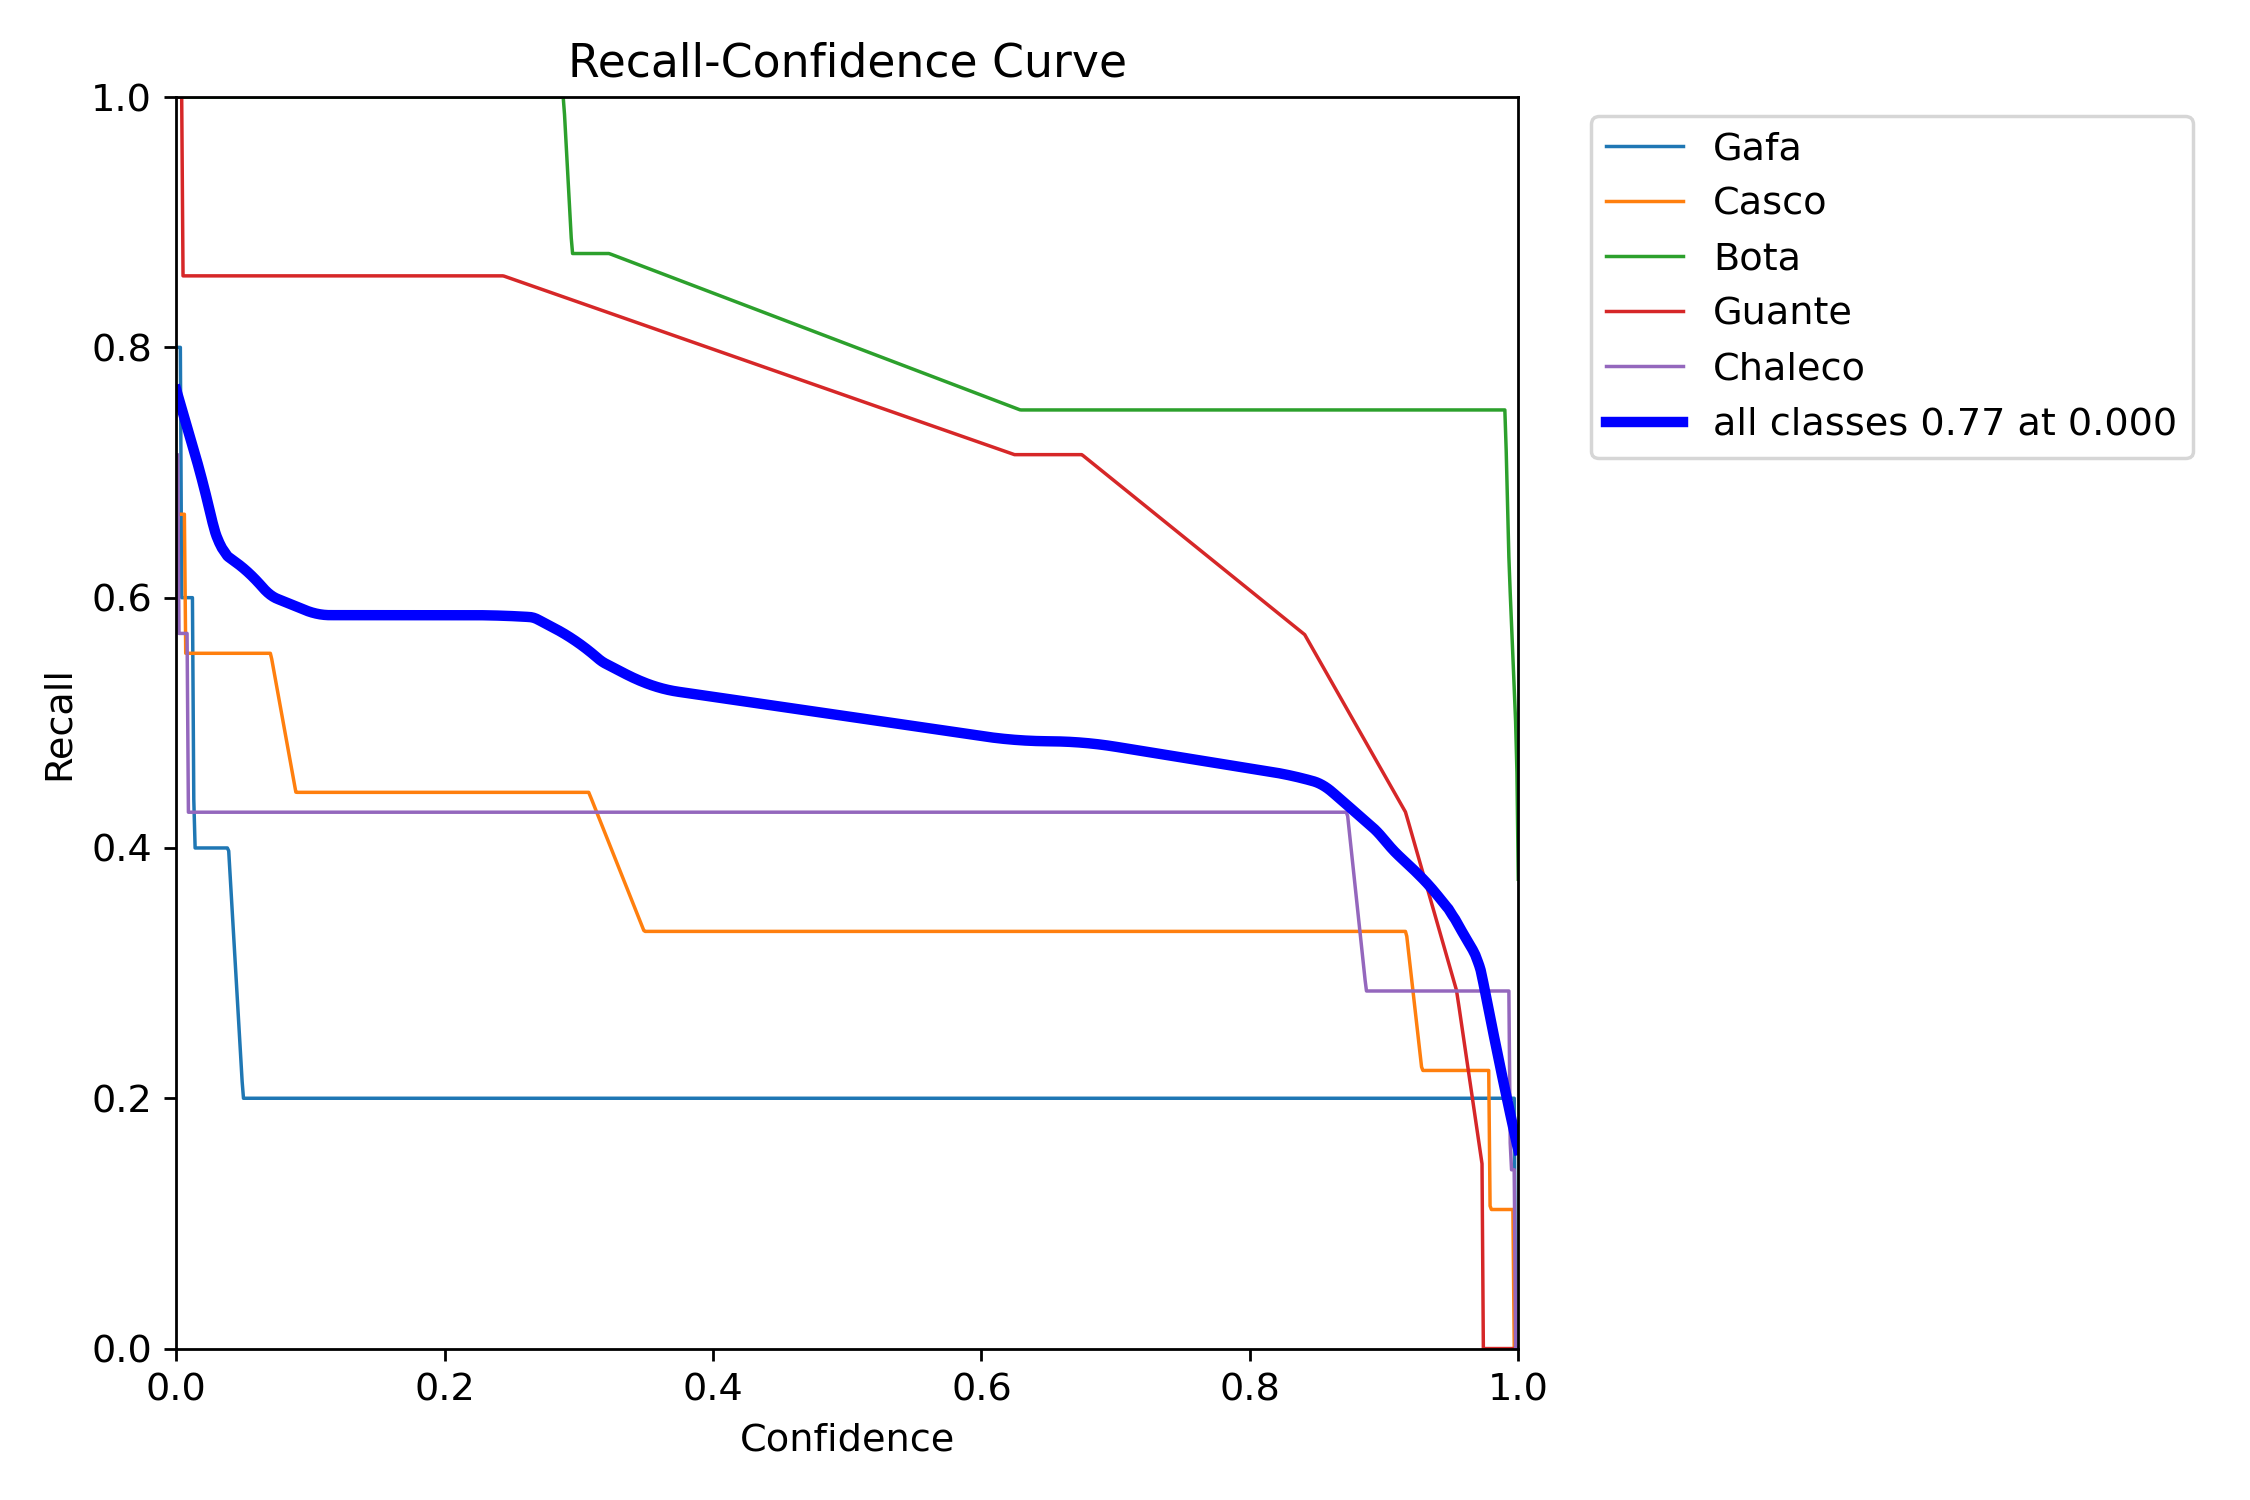 Recall-Confidence Curve
1.0
0.8
0.6
0.4
0.2
0.0
Recall
0.0 0.2 0.4 0.6 0.8 1.0
Confidence
Gafa
Casco
Bota
Guante
Chaleco
all classes 0.77 at 0.000